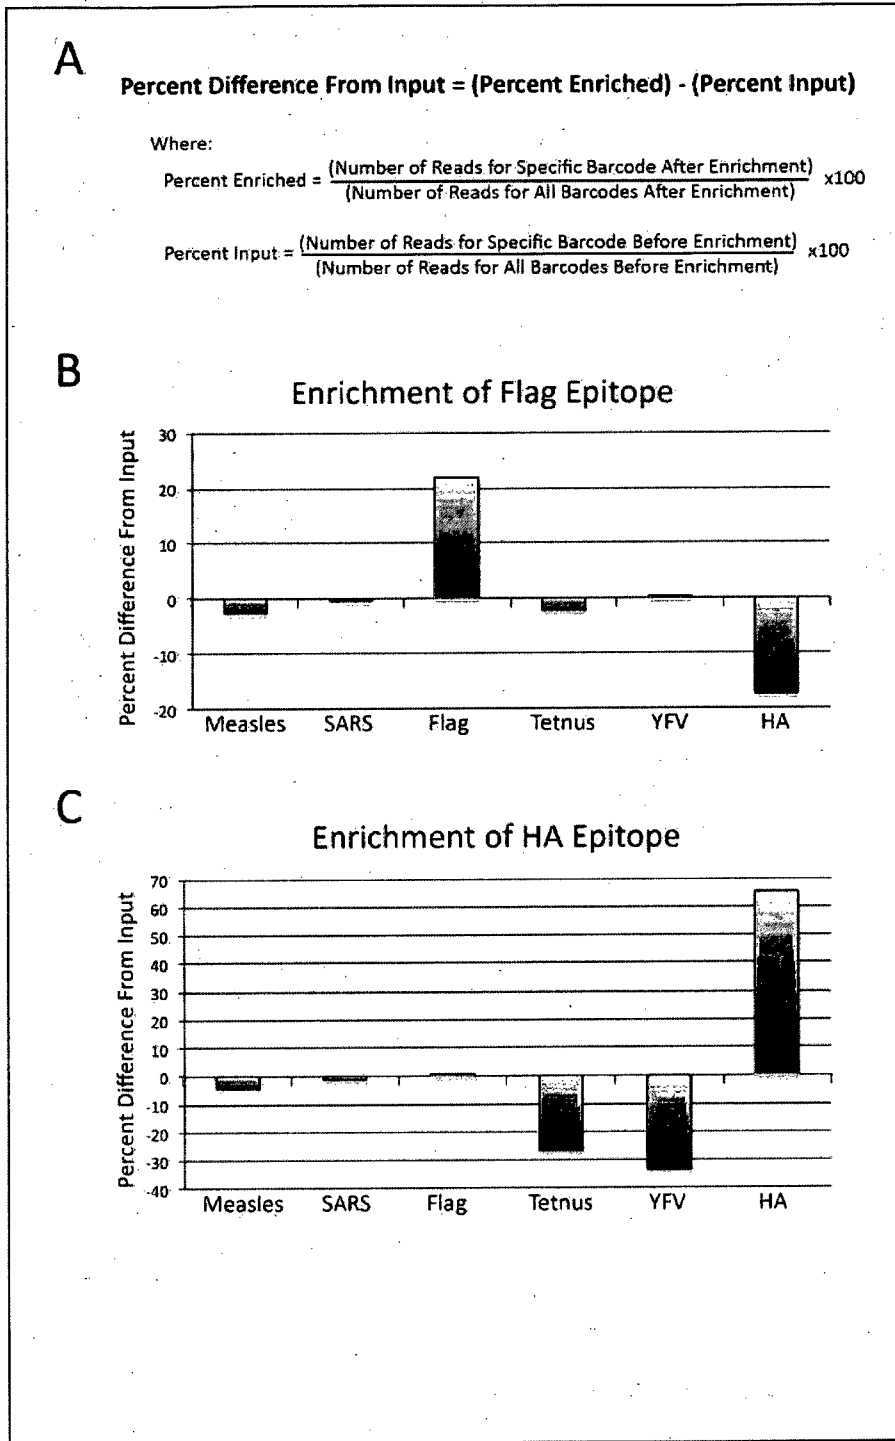 A
Percent Difference From Input = (Percent Enriched) - (Percent Input)
Where:
Percent Enriched = (Number of Reads for Specific Barcode After Enrichment) x100
(Number of Reads for All Barcodes After Enrichment)
Percent Input = (Number of Reads for Specific Barcode Before Enrichment) x100
(Number of Reads for All Barcodes Before Enrichment)
B
Enrichment of Flag Epitope
Percent Difference From Input
30
20
10
0
-10
-20
Measles SARS Flag Tetnus YFV HA
C
Enrichment of HA Epitope
Percent Difference From Input
70
60
50
40
30
20
10
0
-10
-20
-30
-40
Measles SARS Flag Tetnus YFV HA